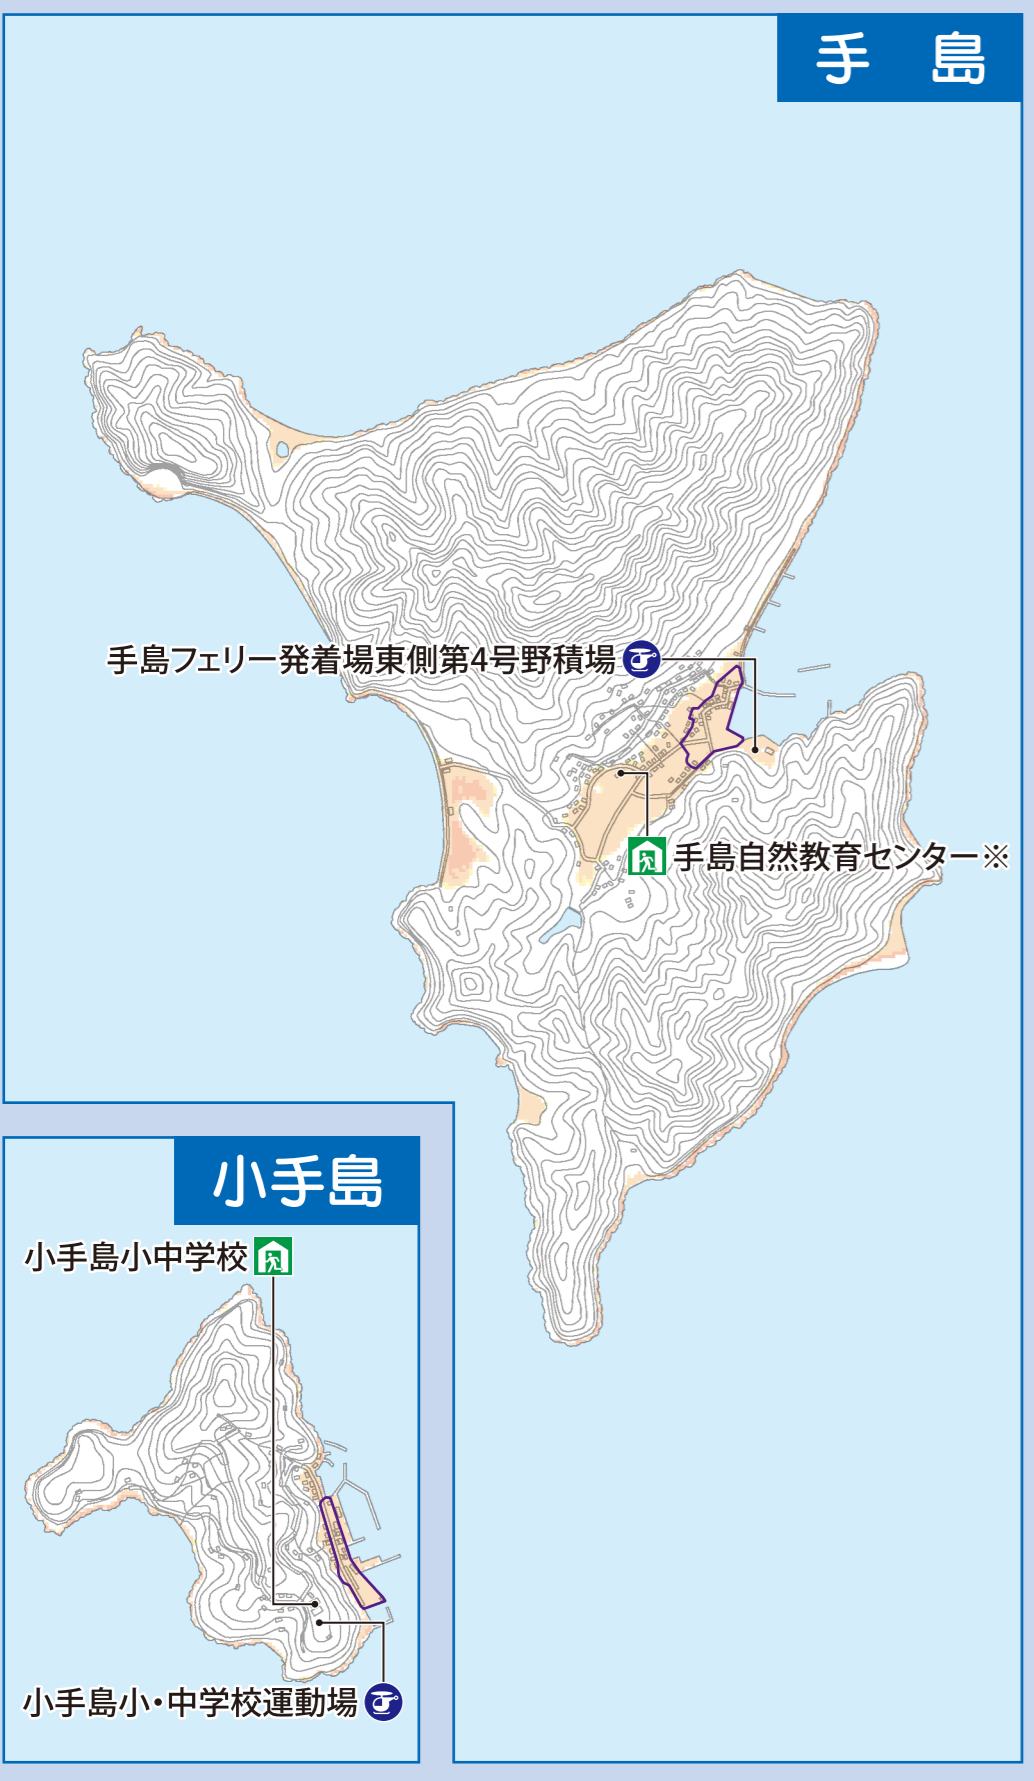 手 島
手島フェリー発着場東側第4号野積場
手島自然教育センター※
小手島
小手島小中学校
小手島小・中学校運動場